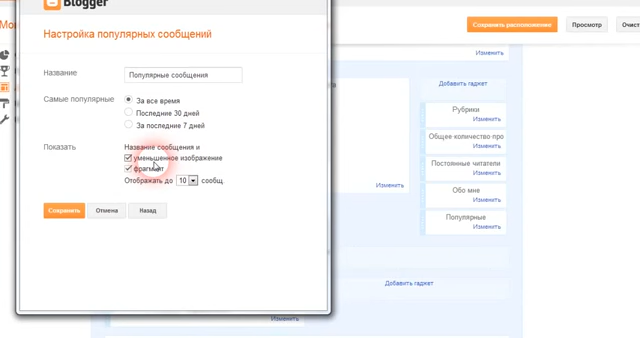 Blogger
Настройка популярных сообщений
Название
Популярные сообщения
Самые популярные
За все время
Последние 30 дней
За последние 7 дней
Показать
Название сообщения и
уменьшенное изображение
фрагмент
Отображать до 10 сообщ.
Сохранить
Отмена
Назад
Сохранить расположение
Просмотр
Очист
Изменить
Добавить гаджет
Рубрики
Изменить
Общее количество про
Изменить
Постоянные читатели
Изменить
Обо мне
Изменить
Популярные
Изменить
Изменить
Добавить гаджет
Изменить